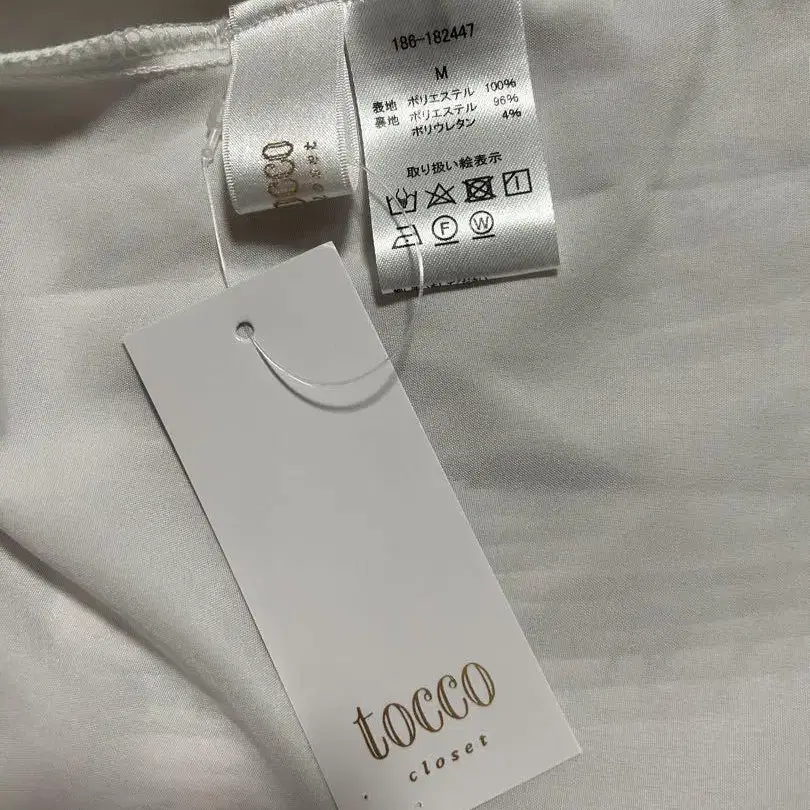 186-182447
M
表地 ポリエステル 100%
裏地 ポリエステル 96%
ポリウレタン 4%
取り扱い絵表示
F
W
tocco
tocco
closet